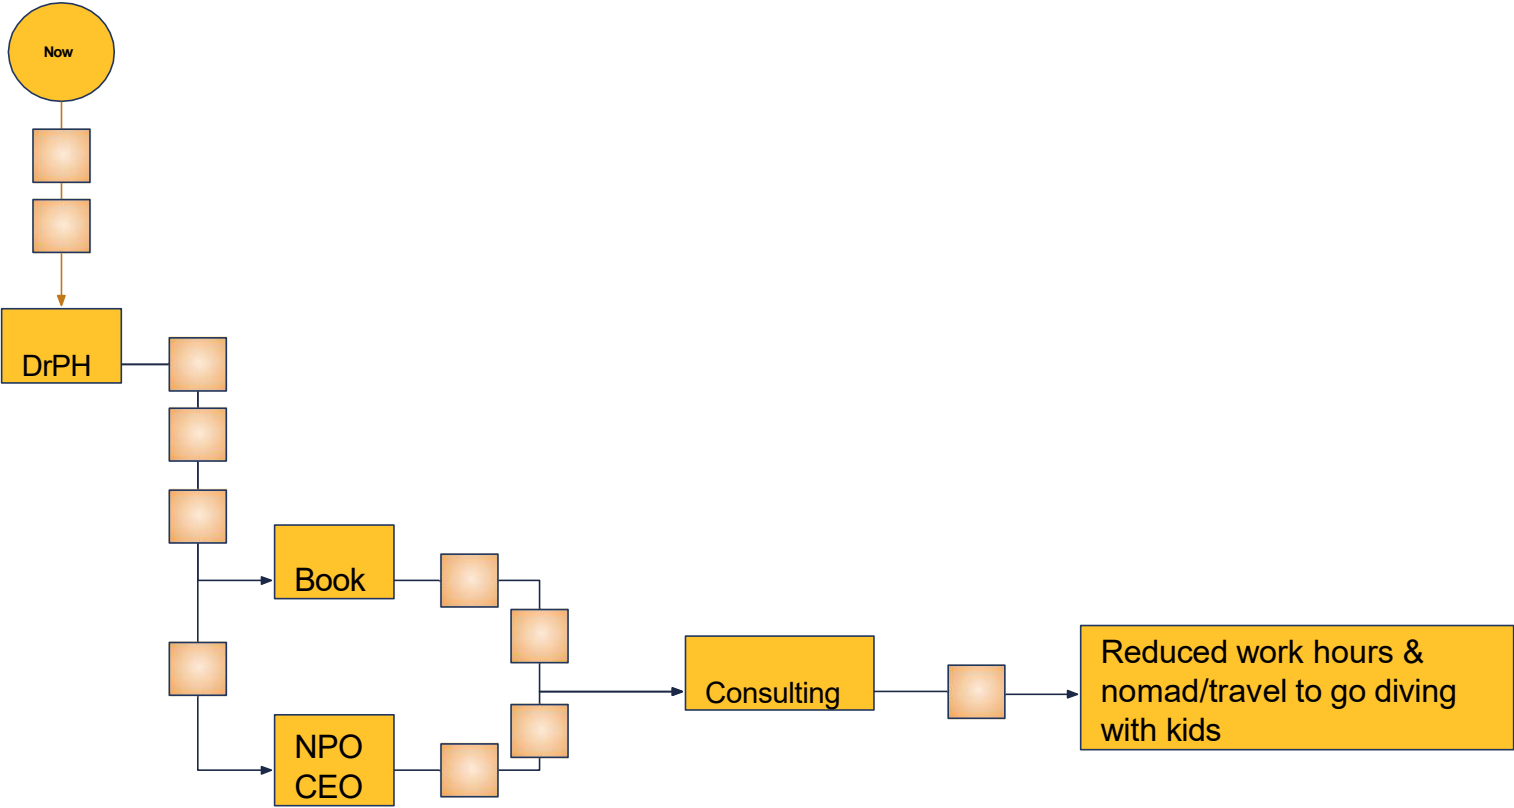 Now
DrPH
Book
NPO
CEO
Consulting
Reduced work hours &
nomad/travel to go diving
with kids